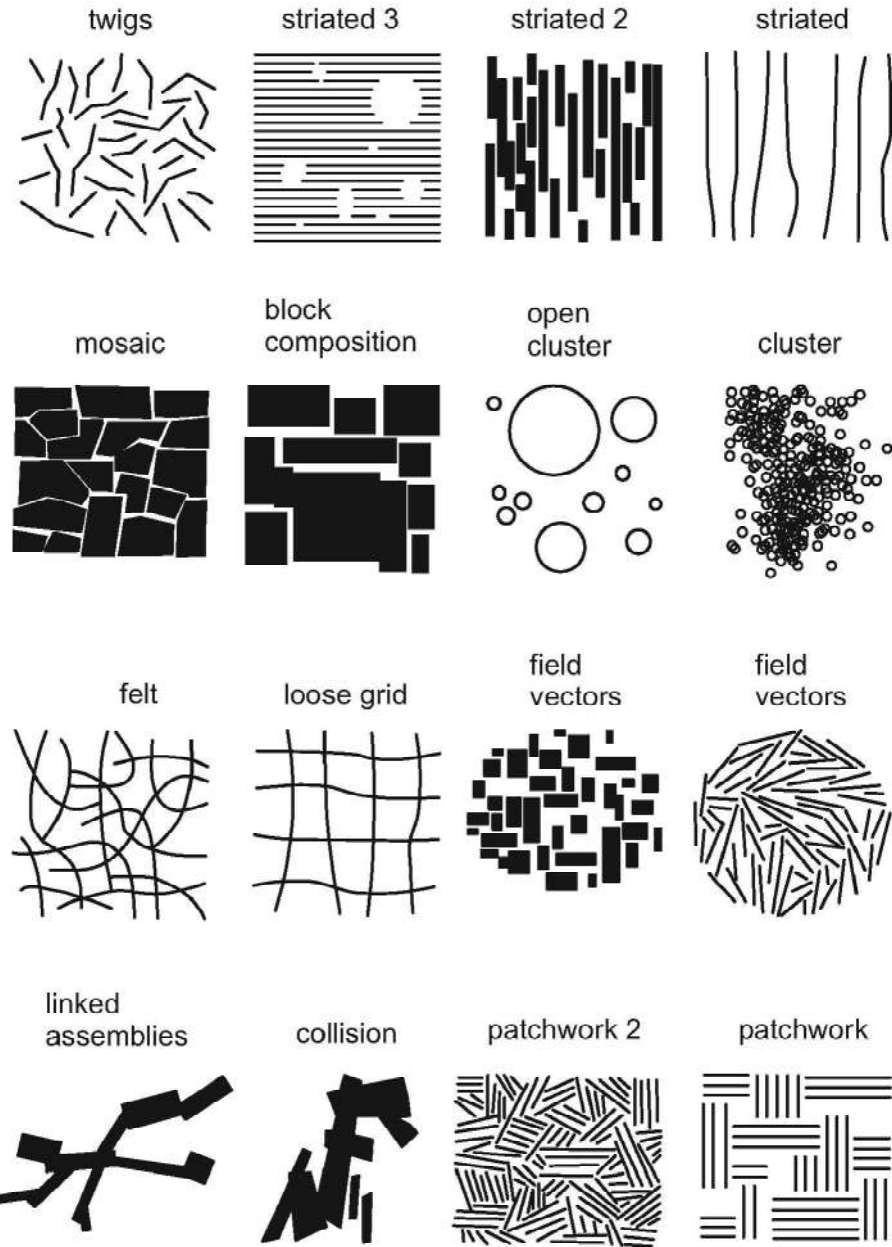 twigs
striated 3
striated 2
striated
mosaic
block
composition
open
cluster
cluster
felt
loose grid
field
vectors
field
vectors
linked
assemblies
collision
patchwork 2
patchwork